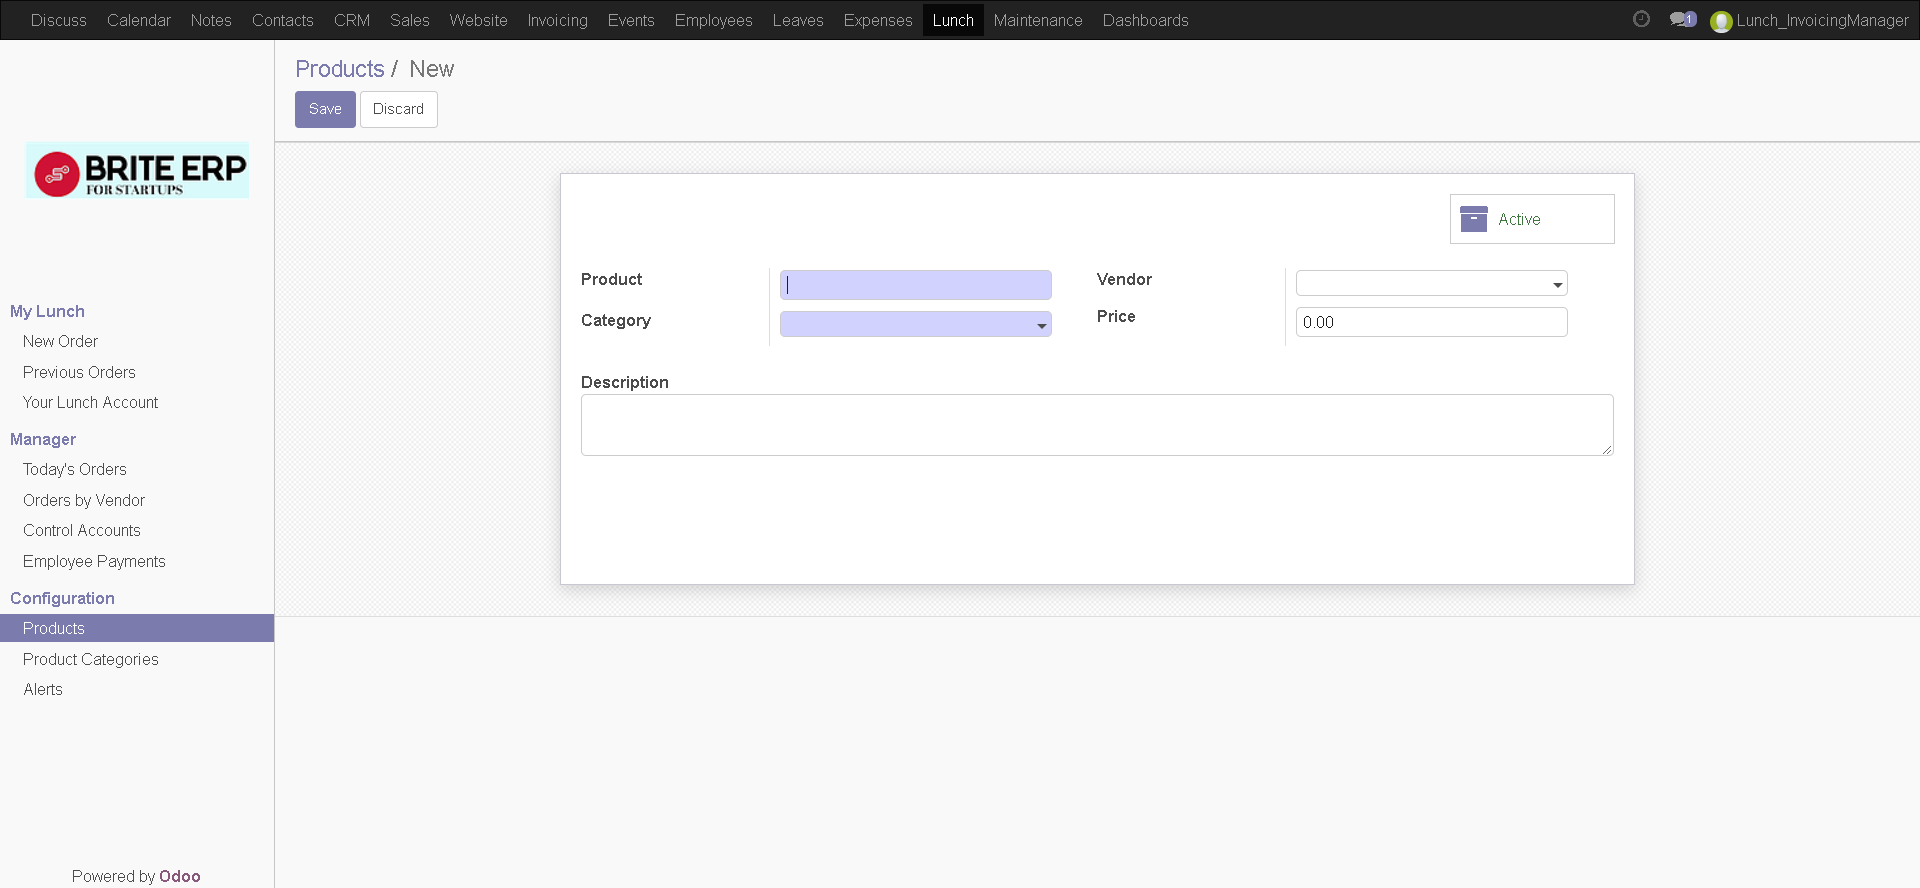 Discuss Calendar Notes Contacts CRM Sales Website Invoicing Events Employees Leaves Expenses Lunch Maintenance Dashboards 1 Lunch_InvoicingManager
Products / New
Save Discard
BRITE ERP
FOR STARTUPS
My Lunch
New Order
Previous Orders
Your Lunch Account
Manager
Today's Orders
Orders by Vendor
Control Accounts
Employee Payments
Configuration
Products
Product Categories
Alerts
Powered by Odoo
Active
Product
Category
Vendor
Price 0.00
Description